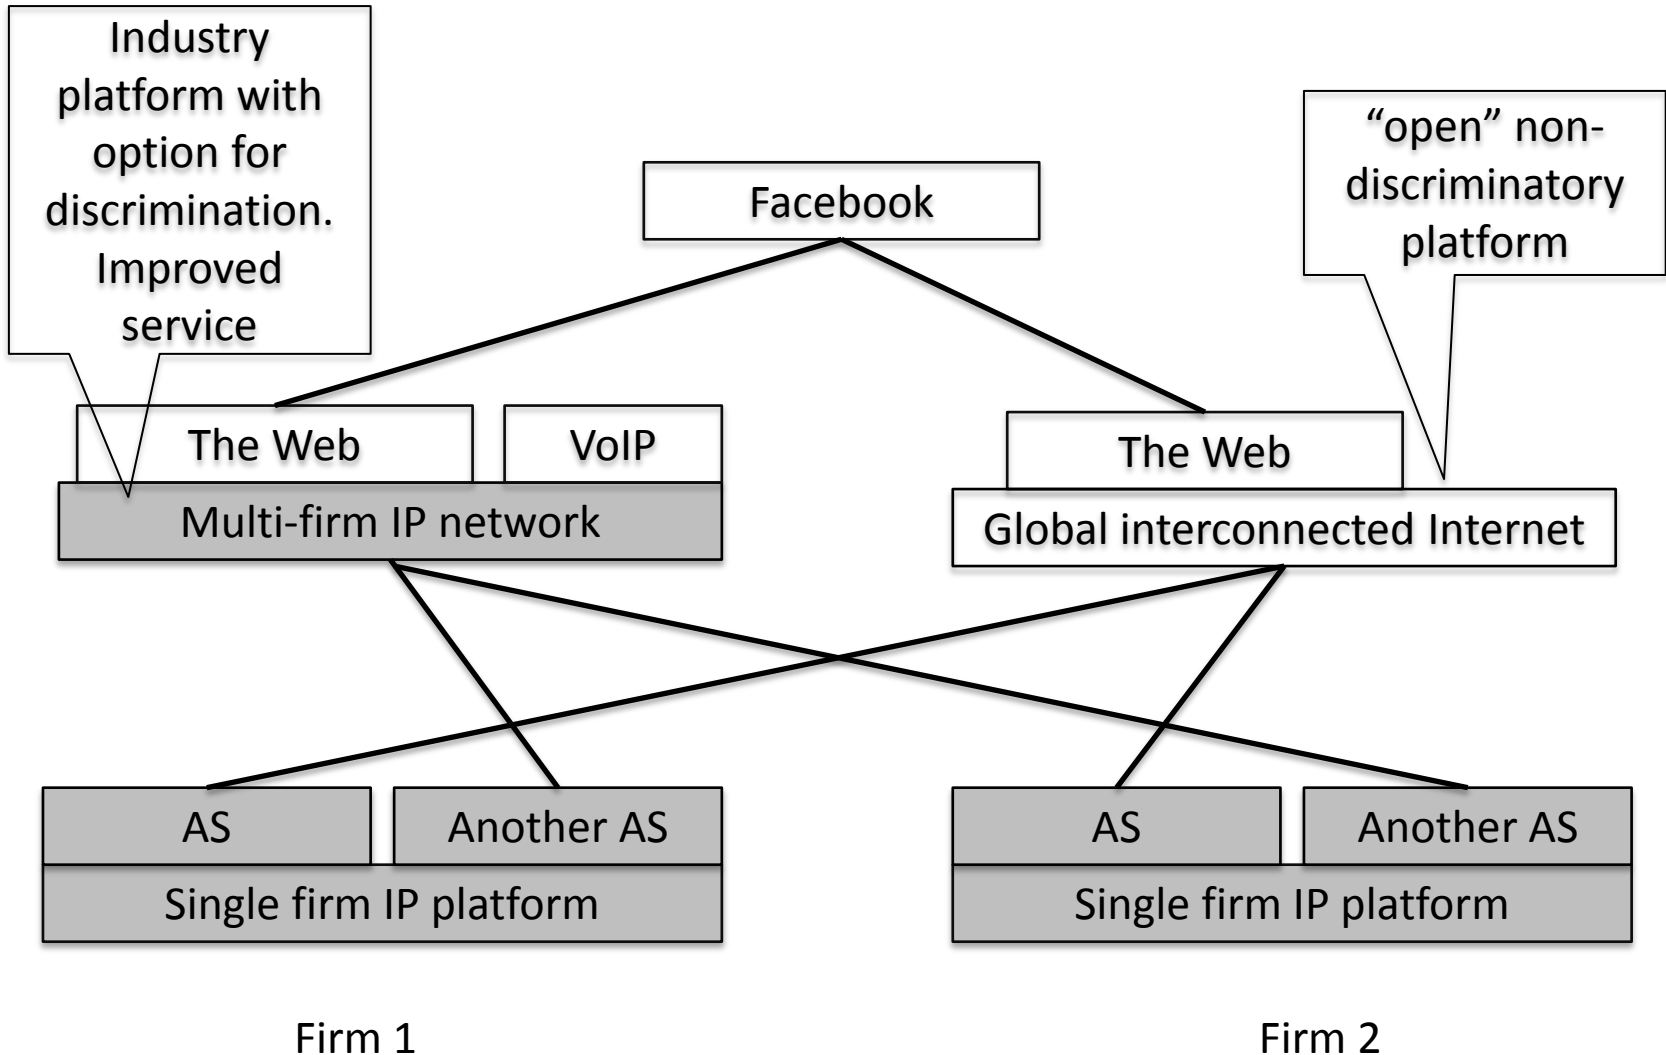 Industry
platform with
option for
discrimination.
Improved
service
“open” non-
discriminatory
platform
Facebook
The Web
VoIP
The Web
Multi-firm IP network
Global interconnected Internet
AS
Another AS
AS
Another AS
Single firm IP platform
Single firm IP platform
Firm 1
Firm 2